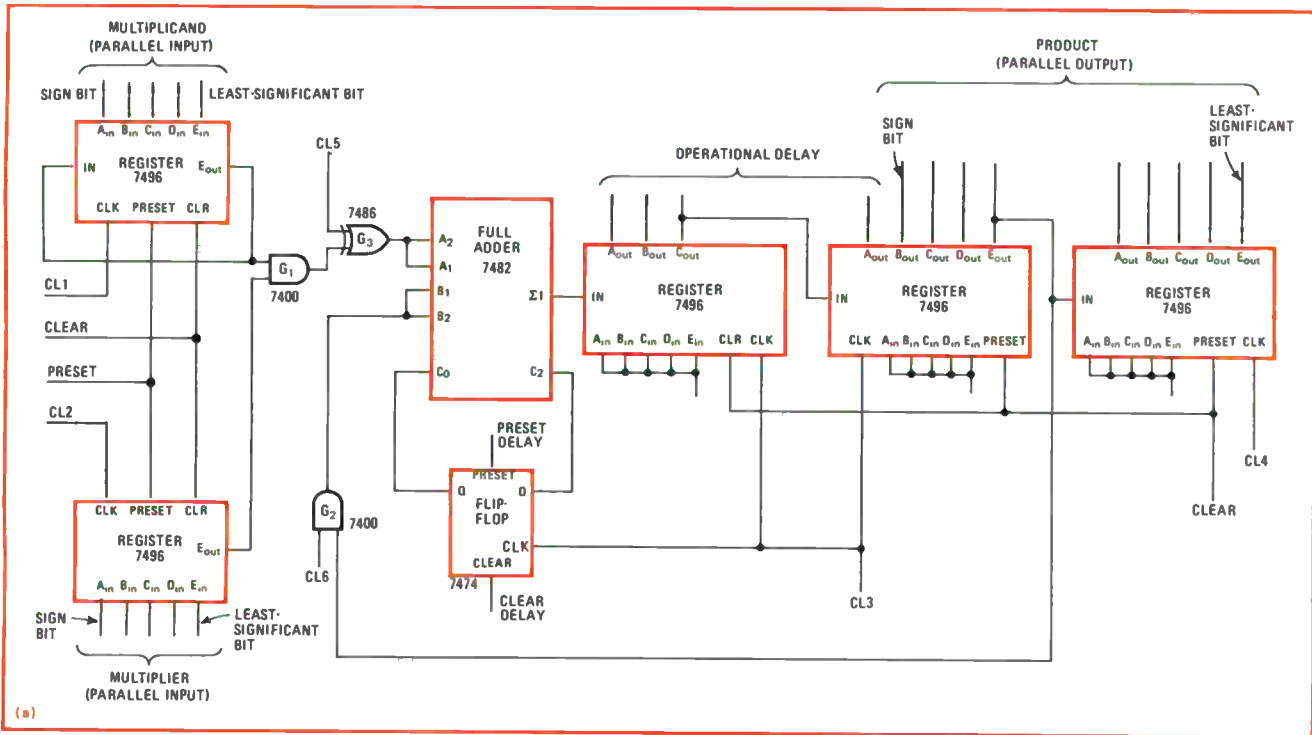 MULTIPLICAND
(PARALLEL INPUT)
SIGN BIT
LEAST-SIGNIFICANT BIT
Ain Bin Cin Din Ein
IN
REGISTER
7496
Eout
CLK PRESET CLR
CL1
CLEAR
PRESET
CL2
CLK PRESET CLR
REGISTER
7496
Eout
Ain Bin Cin Din Ein
SIGN
BIT
LEAST-
SIGNIFICANT
BIT
MULTIPLIER
(PARALLEL INPUT)
(a)
G1
7400
CL5
7486
G3
G2
7400
CL6
A2
A1
B1
B2
C0
FULL
ADDER
7482
Σ1
C2
PRESET
DELAY
PRESET
Q
D
FLIP-
FLOP
CLK
CLEAR
7474
CLEAR
DELAY
OPERATIONAL DELAY
Aout Bout Cout
IN
REGISTER
7496
Ain Bin Cin Din Ein CLR CLK
CL3
PRODUCT
(PARALLEL OUTPUT)
SIGN
BIT
Aout Bout Cout Dout Eout
IN
REGISTER
7496
CLK Ain Bin Cin Din Ein PRESET
LEAST-
SIGNIFICANT
BIT
Aout Bout Cout Dout Eout
IN
REGISTER
7496
Ain Bin Cin Din Ein PRESET CLK
CL4
CLEAR